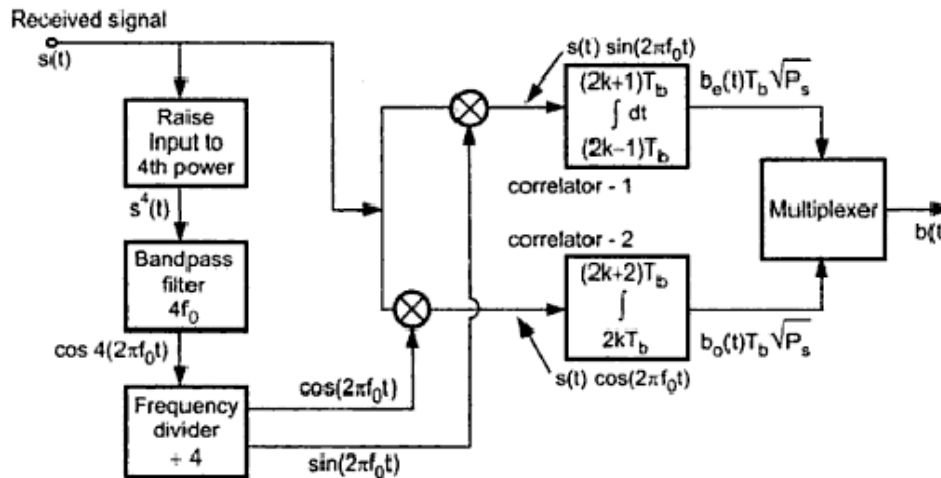 Received signal
s(t)
Raise
Input to
4th power
s⁴(t)
Bandpass
filter
4f₀
cos 4(2πf₀t)
Frequency
divider
÷ 4
cos(2πf₀t)
sin(2πf₀t)
s(t) sin(2πf₀t)
(2k+1)T_b
∫ dt
(2k−1)T_b
correlator - 1
b_e(t)T_b√P_s
correlator - 2
(2k+2)T_b
∫
2kT_b
s(t) cos(2πf₀t)
b_o(t)T_b√P_s
Multiplexer
b(t